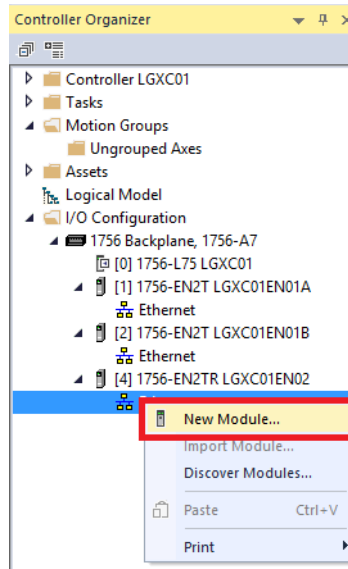 Controller Organizer
Controller LGXC01
Tasks
Motion Groups
Ungrouped Axes
Assets
Logical Model
I/O Configuration
1756 Backplane, 1756-A7
[0] 1756-L75 LGXC01
[1] 1756-EN2T LGXC01EN01A
Ethernet
[2] 1756-EN2T LGXC01EN01B
Ethernet
[4] 1756-EN2TR LGXC01EN02
New Module...
Import Module...
Discover Modules...
Paste Ctrl+V
Print